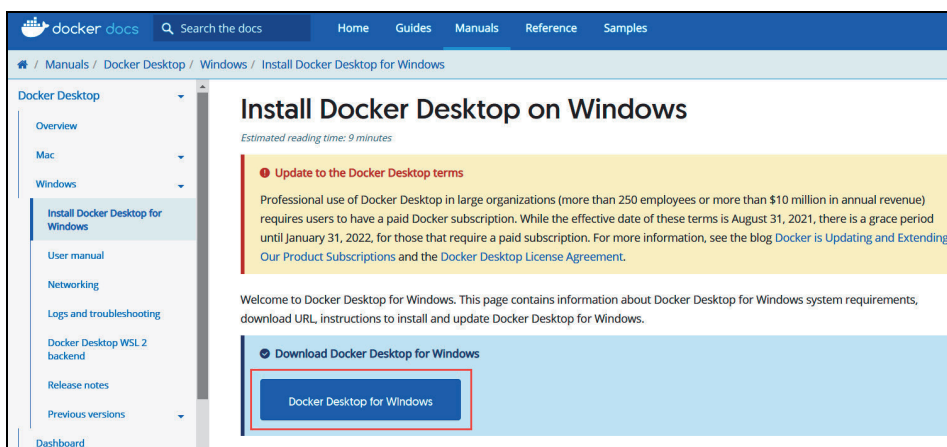 docker docs
Search the docs
Home
Guides
Manuals
Reference
Samples
/ Manuals / Docker Desktop / Windows / Install Docker Desktop for Windows
Docker Desktop
Overview
Mac
Windows
Install Docker Desktop for
Windows
User manual
Networking
Logs and troubleshooting
Docker Desktop WSL 2
backend
Release notes
Previous versions
Dashboard
Install Docker Desktop on Windows
Estimated reading time: 9 minutes
Update to the Docker Desktop terms
Professional use of Docker Desktop in large organizations (more than 250 employees or more than $10 million in annual revenue)
requires users to have a paid Docker subscription. While the effective date of these terms is August 31, 2021, there is a grace period
until January 31, 2022, for those that require a paid subscription. For more information, see the blog Docker is Updating and Extending
Our Product Subscriptions and the Docker Desktop License Agreement.
Welcome to Docker Desktop for Windows. This page contains information about Docker Desktop for Windows system requirements,
download URL, instructions to install and update Docker Desktop for Windows.
Download Docker Desktop for Windows
Docker Desktop for Windows